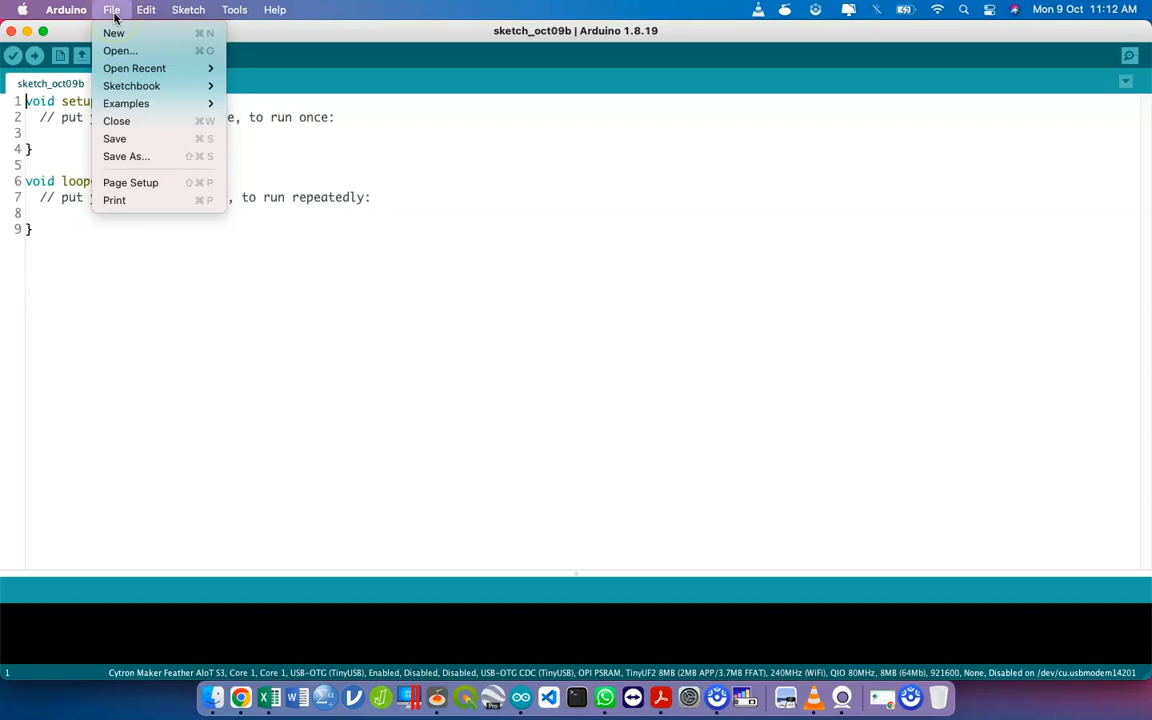 Arduino File Edit Sketch Tools Help Mon 9 Oct 11:12 AM
sketch_oct09b | Arduino 1.8.19
New ⌘ N
Open... ⌘ O
Open Recent >
Sketchbook >
Examples >
Close ⌘ W
Save ⌘ S
Save As... ⇧ ⌘ S
Page Setup ⇧ ⌘ P
Print ⌘ P
sketch_oct09b
1 void setu
2 // put y e, to run once:
3
4 }
5
6 void loop
7 // put y , to run repeatedly:
8
9 }
1 Cytron Maker Feather AIoT S3, Core 1, Core 1, USB-OTG (TinyUSB), Enabled, Disabled, Disabled, USB-OTG CDC (TinyUSB), OPI PSRAM, TinyUF2 8MB (2MB APP/3.7MB FFAT), 240MHz (WiFi), QIO 80MHz, 8MB (64Mb), 921600, None, Disabled on /dev/cu.usbmodem14201